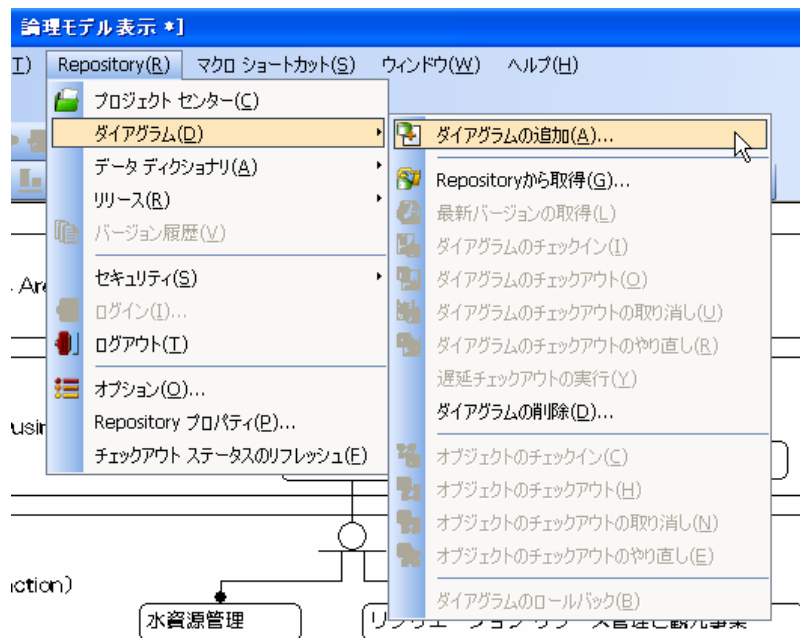 論理モデル表示 *]
T) Repository(R) マクロ ショートカット(S) ウィンドウ(W) ヘルプ(H)
プロジェクト センター(C)
ダイアグラム(D)
データ ディクショナリ(A)
リリース(R)
バージョン履歴(V)
セキュリティ(S)
ログイン(I)...
ログアウト(T)
オプション(O)...
Repository プロパティ(P)...
チェックアウト ステータスのリフレッシュ(F)
ダイアグラムの追加(A)...
Repositoryから取得(G)...
最新バージョンの取得(L)
ダイアグラムのチェックイン(I)
ダイアグラムのチェックアウト(O)
ダイアグラムのチェックアウトの取り消し(U)
ダイアグラムのチェックアウトのやり直し(R)
遅延チェックアウトの実行(Y)
ダイアグラムの削除(D)...
オブジェクトのチェックイン(C)
オブジェクトのチェックアウト(H)
オブジェクトのチェックアウトの取り消し(N)
オブジェクトのチェックアウトのやり直し(E)
ダイアグラムのロールバック(B)
Are
usin
nction)
水資源管理